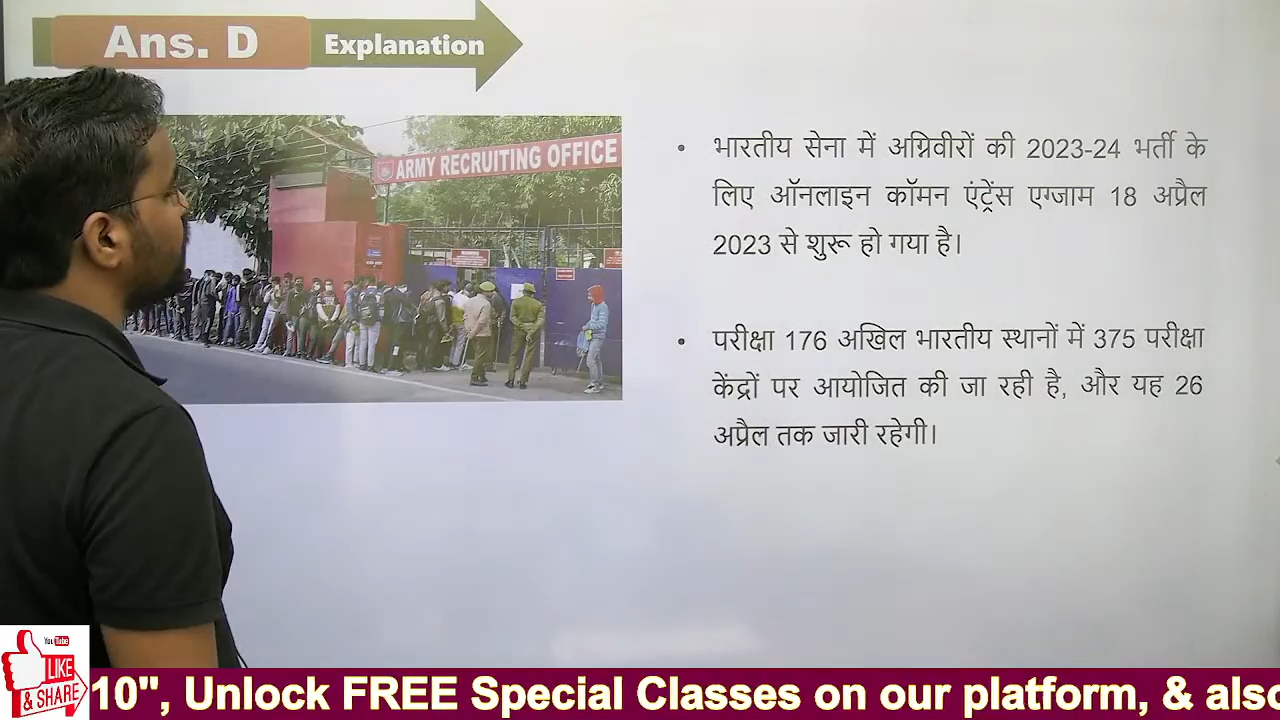 Ans. D
Explanation
ARMY RECRUITING OFFICE
भारतीय सेना में अग्निवीरों की 2023-24 भर्ती के
लिए ऑनलाइन कॉमन एंट्रेंस एग्जाम 18 अप्रैल
2023 से शुरू हो गया है।
परीक्षा 176 अखिल भारतीय स्थानों में 375 परीक्षा
केंद्रों पर आयोजित की जा रही है, और यह 26
अप्रैल तक जारी रहेगी।
YouTube
LIKE
& SHARE
10", Unlock FREE Special Classes on our platform, & also